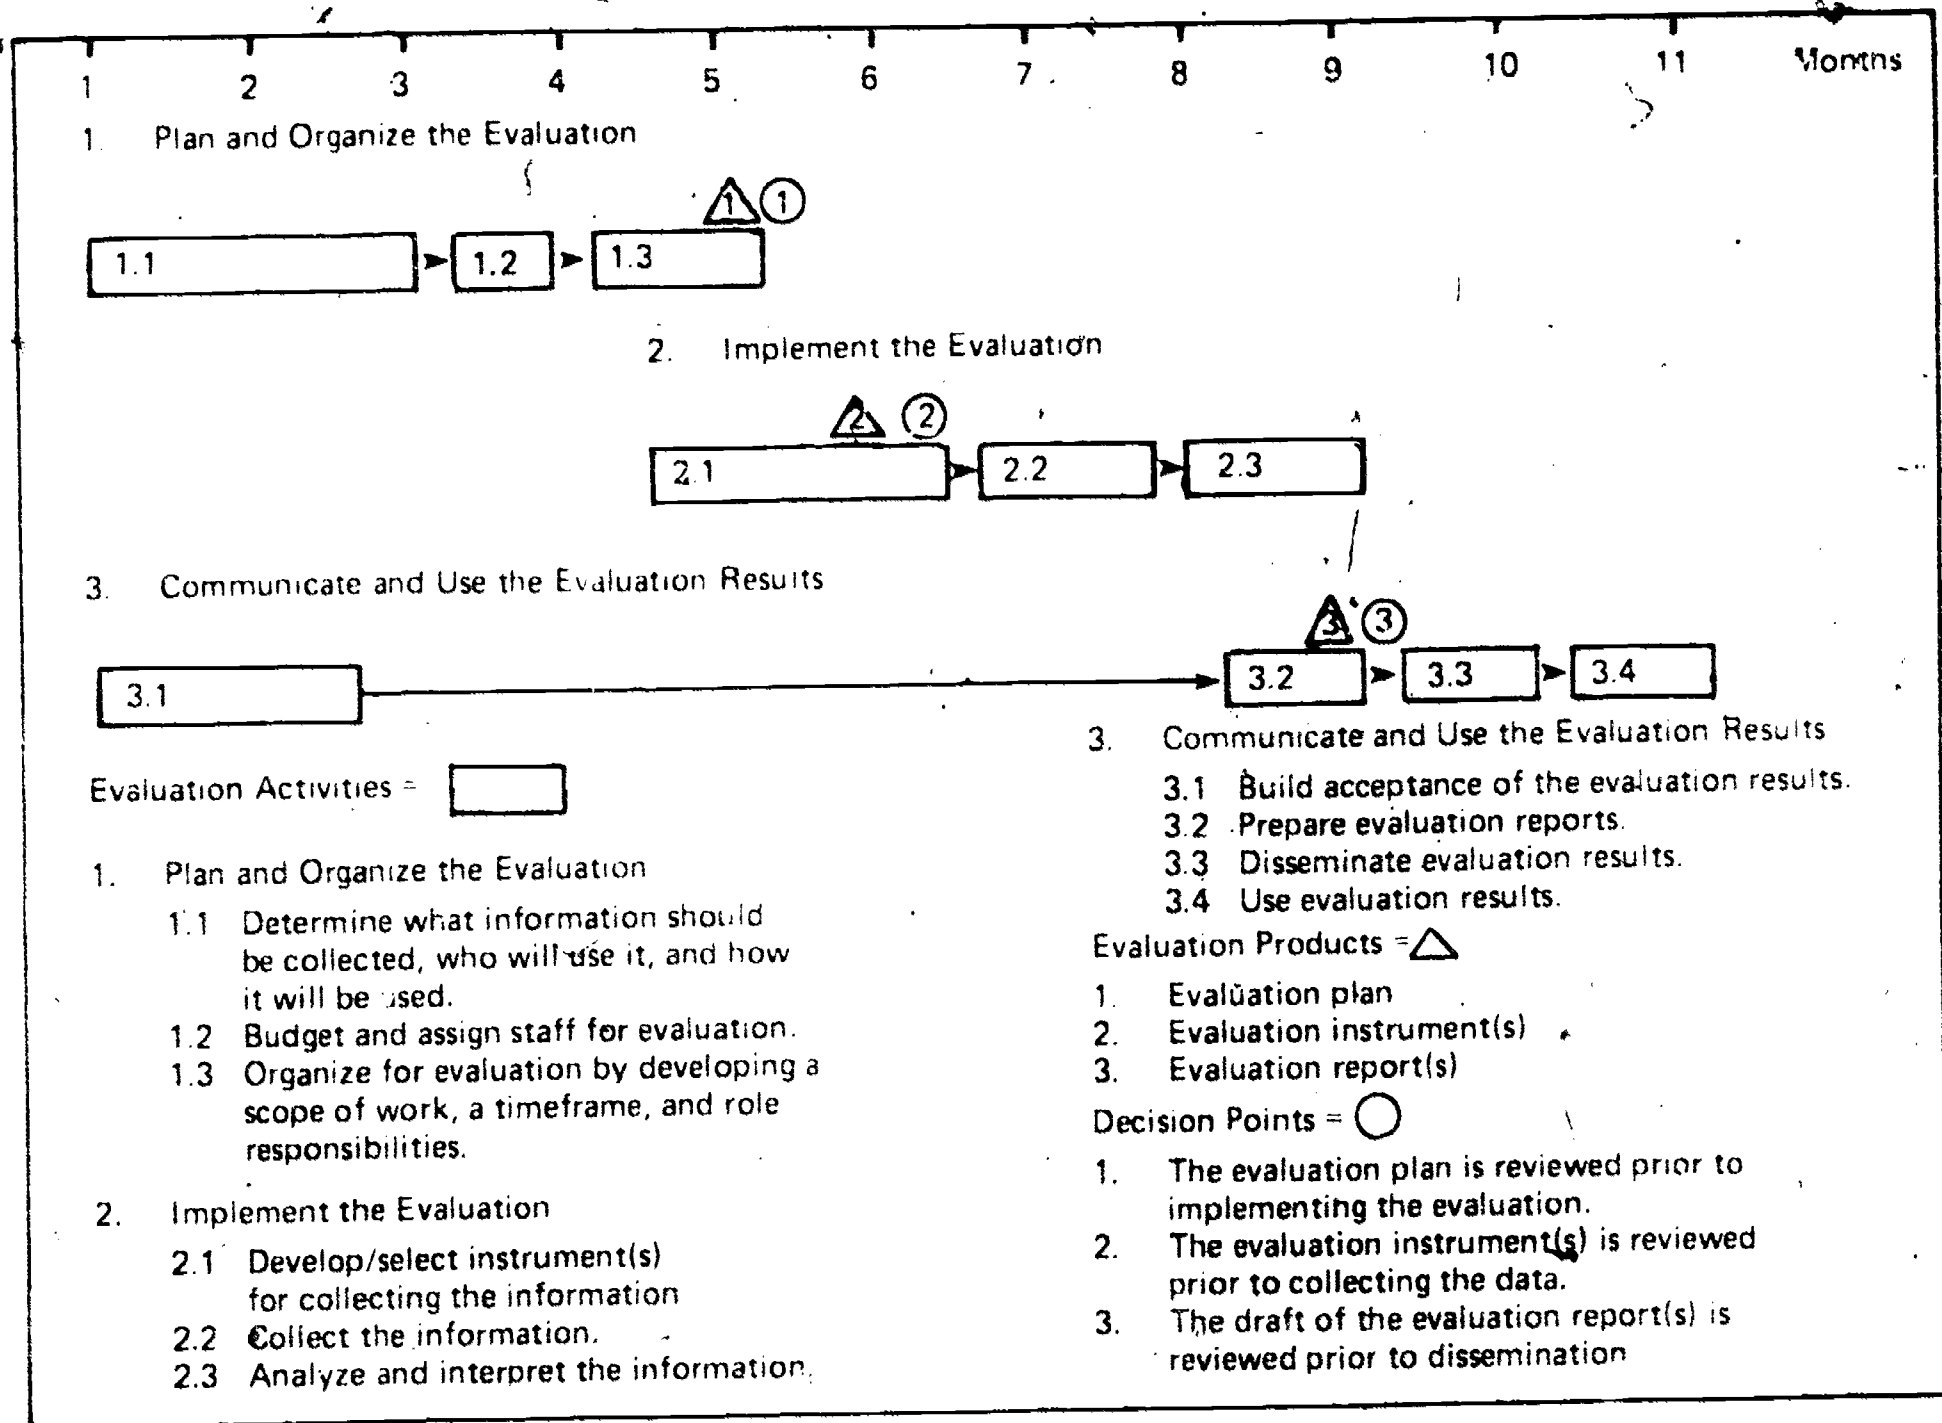 1 2 3 4 5 6 7 8 9 10 11 Months
1. Plan and Organize the Evaluation
1 1
1.1 1.2 1.3
2. Implement the Evaluation
2 2
2.1 2.2 2.3
3. Communicate and Use the Evaluation Results
3 3
3.1 3.2 3.3 3.4
Evaluation Activities =
1. Plan and Organize the Evaluation
1.1 Determine what information should
be collected, who will use it, and how
it will be used.
1.2 Budget and assign staff for evaluation.
1.3 Organize for evaluation by developing a
scope of work, a timeframe, and role
responsibilities.
2. Implement the Evaluation
2.1 Develop/select instrument(s)
for collecting the information
2.2 Collect the information.
2.3 Analyze and interpret the information.
3. Communicate and Use the Evaluation Results
3.1 Build acceptance of the evaluation results.
3.2 Prepare evaluation reports.
3.3 Disseminate evaluation results.
3.4 Use evaluation results.
Evaluation Products =
1. Evaluation plan
2. Evaluation instrument(s)
3. Evaluation report(s)
Decision Points =
1. The evaluation plan is reviewed prior to
implementing the evaluation.
2. The evaluation instrument(s) is reviewed
prior to collecting the data.
3. The draft of the evaluation report(s) is
reviewed prior to dissemination